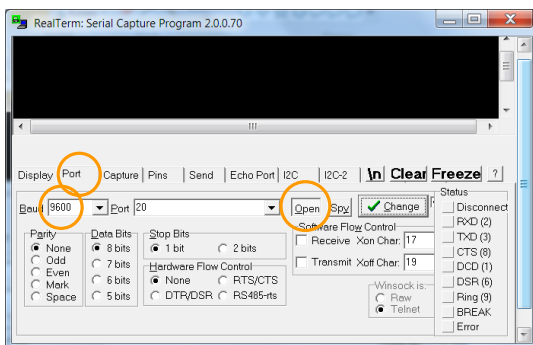 RealTerm: Serial Capture Program 2.0.0.70
Display Port Capture Pins Send Echo Port I2C I2C-2 \n Clear Freeze ?
Baud 9600 Port 20 Open Spy Change
Parity
None
Odd
Even
Mark
Space
Data Bits
8 bits
7 bits
6 bits
5 bits
Stop Bits
1 bit 2 bits
Hardware Flow Control
None RTS/CTS
DTR/DSR RS485-rts
Software Flow Control
Receive Xon Char: 17
Transmit Xoff Char: 19
Winsock is:
Raw
Telnet
Status
Disconnect
RXD (2)
TXD (3)
CTS (8)
DCD (1)
DSR (6)
Ring (9)
BREAK
Error